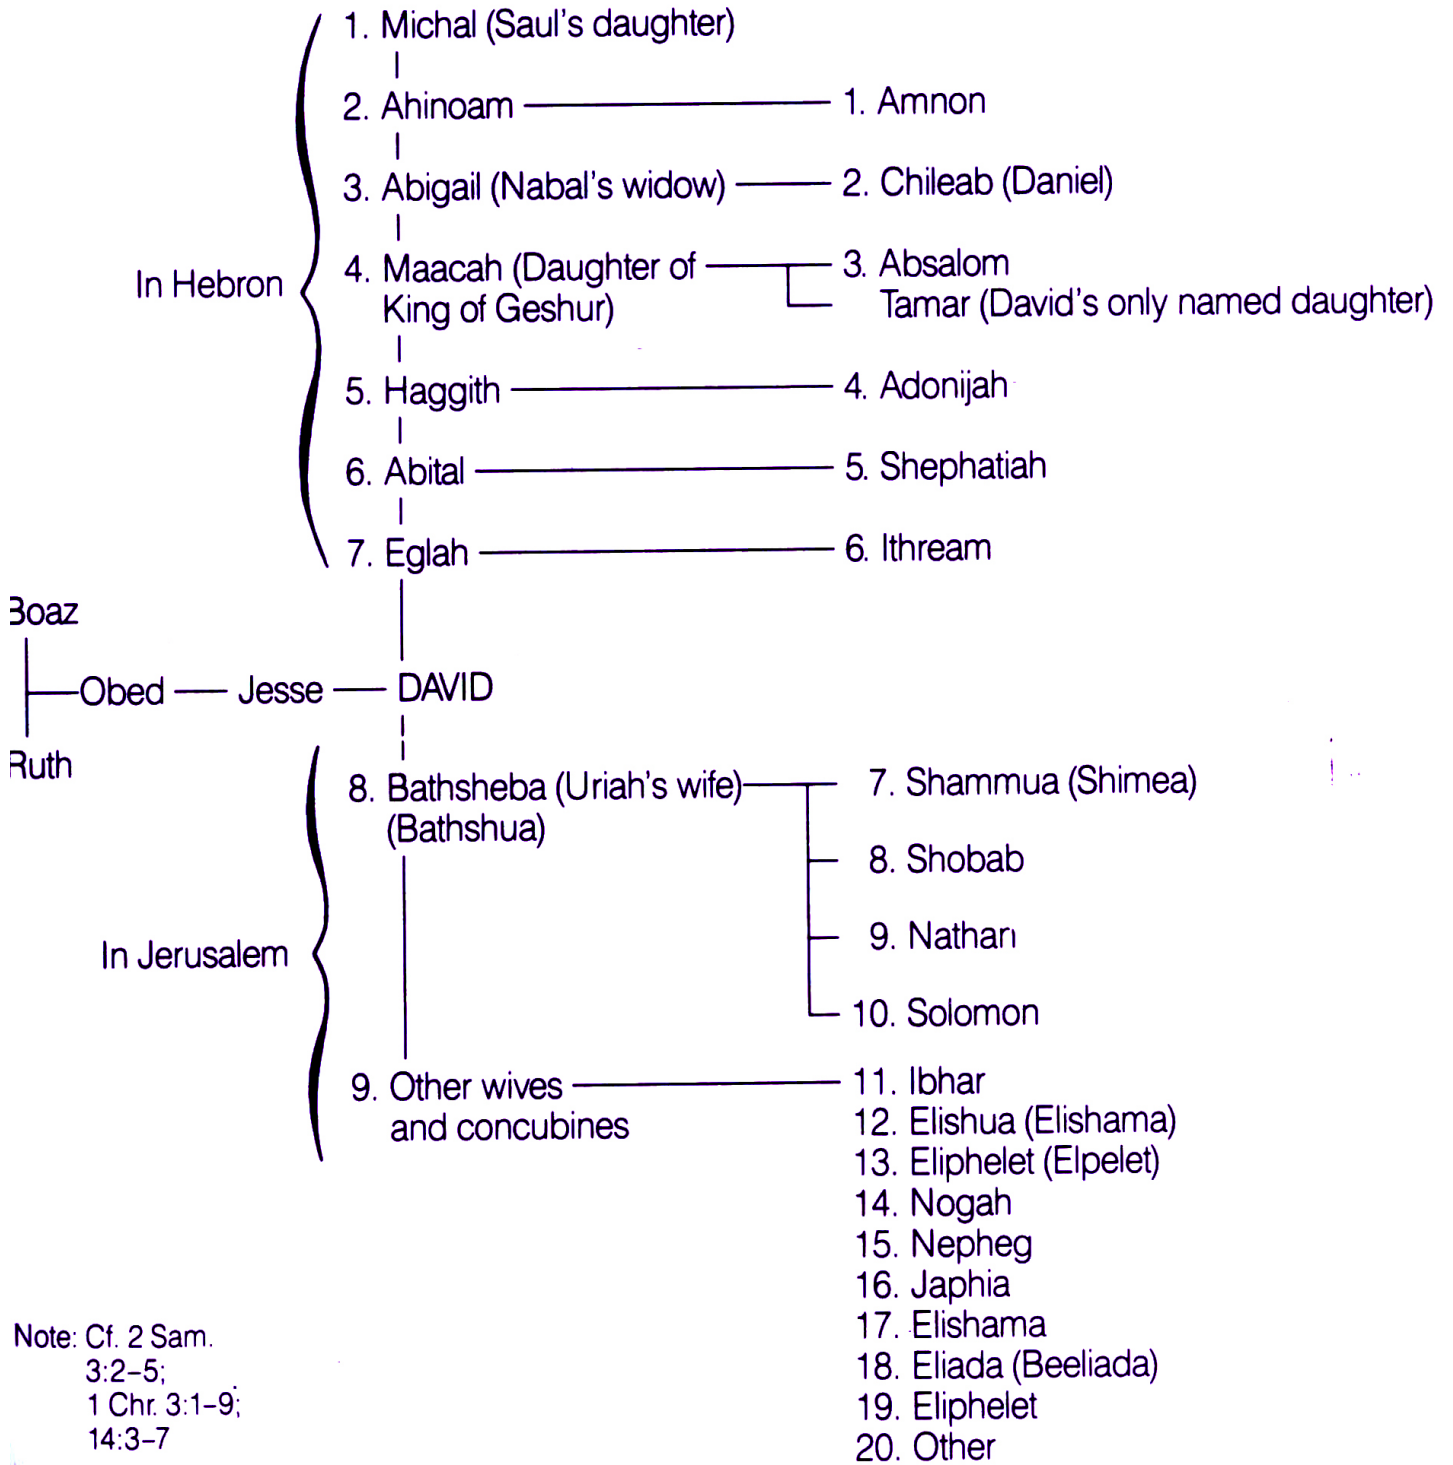 1. Michal (Saul's daughter)
2. Ahinoam
1. Amnon
3. Abigail (Nabal's widow)
2. Chileab (Daniel)
In Hebron
4. Maacah (Daughter of
King of Geshur)
3. Absalom
Tamar (David's only named daughter)
5. Haggith
4. Adonijah
6. Abital
5. Shephatiah
7. Eglah
6. Ithream
Boaz
Obed
Jesse
DAVID
Ruth
8. Bathsheba (Uriah's wife)
(Bathshua)
7. Shammua (Shimea)
8. Shobab
In Jerusalem
9. Nathan
10. Solomon
9. Other wives
and concubines
11. Ibhar
12. Elishua (Elishama)
13. Eliphelet (Elpelet)
14. Nogah
15. Nepheg
16. Japhia
17. Elishama
18. Eliada (Beeliada)
19. Eliphelet
20. Other
Note: Cf. 2 Sam.
3:2–5;
1 Chr. 3:1–9;
14:3–7